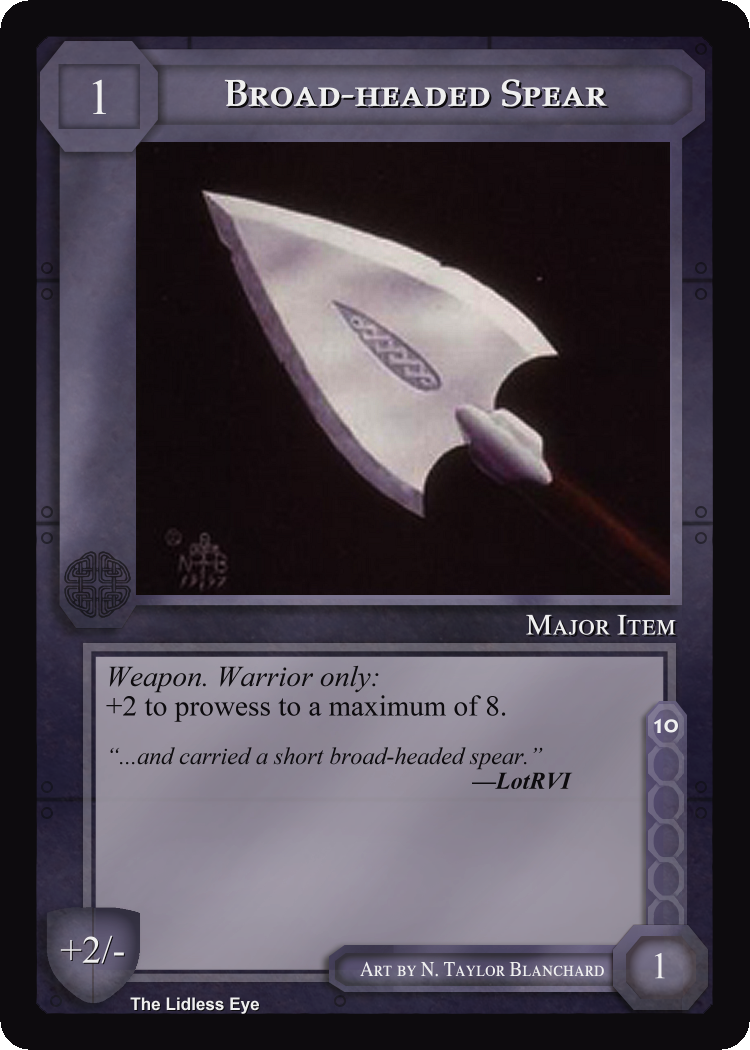 1
Broad-headed Spear
N B
Major Item
Weapon. Warrior only:
+2 to prowess to a maximum of 8.
10
“...and carried a short broad-headed spear.”
—LotRVI
+2/-
Art by N. Taylor Blanchard
1
The Lidless Eye